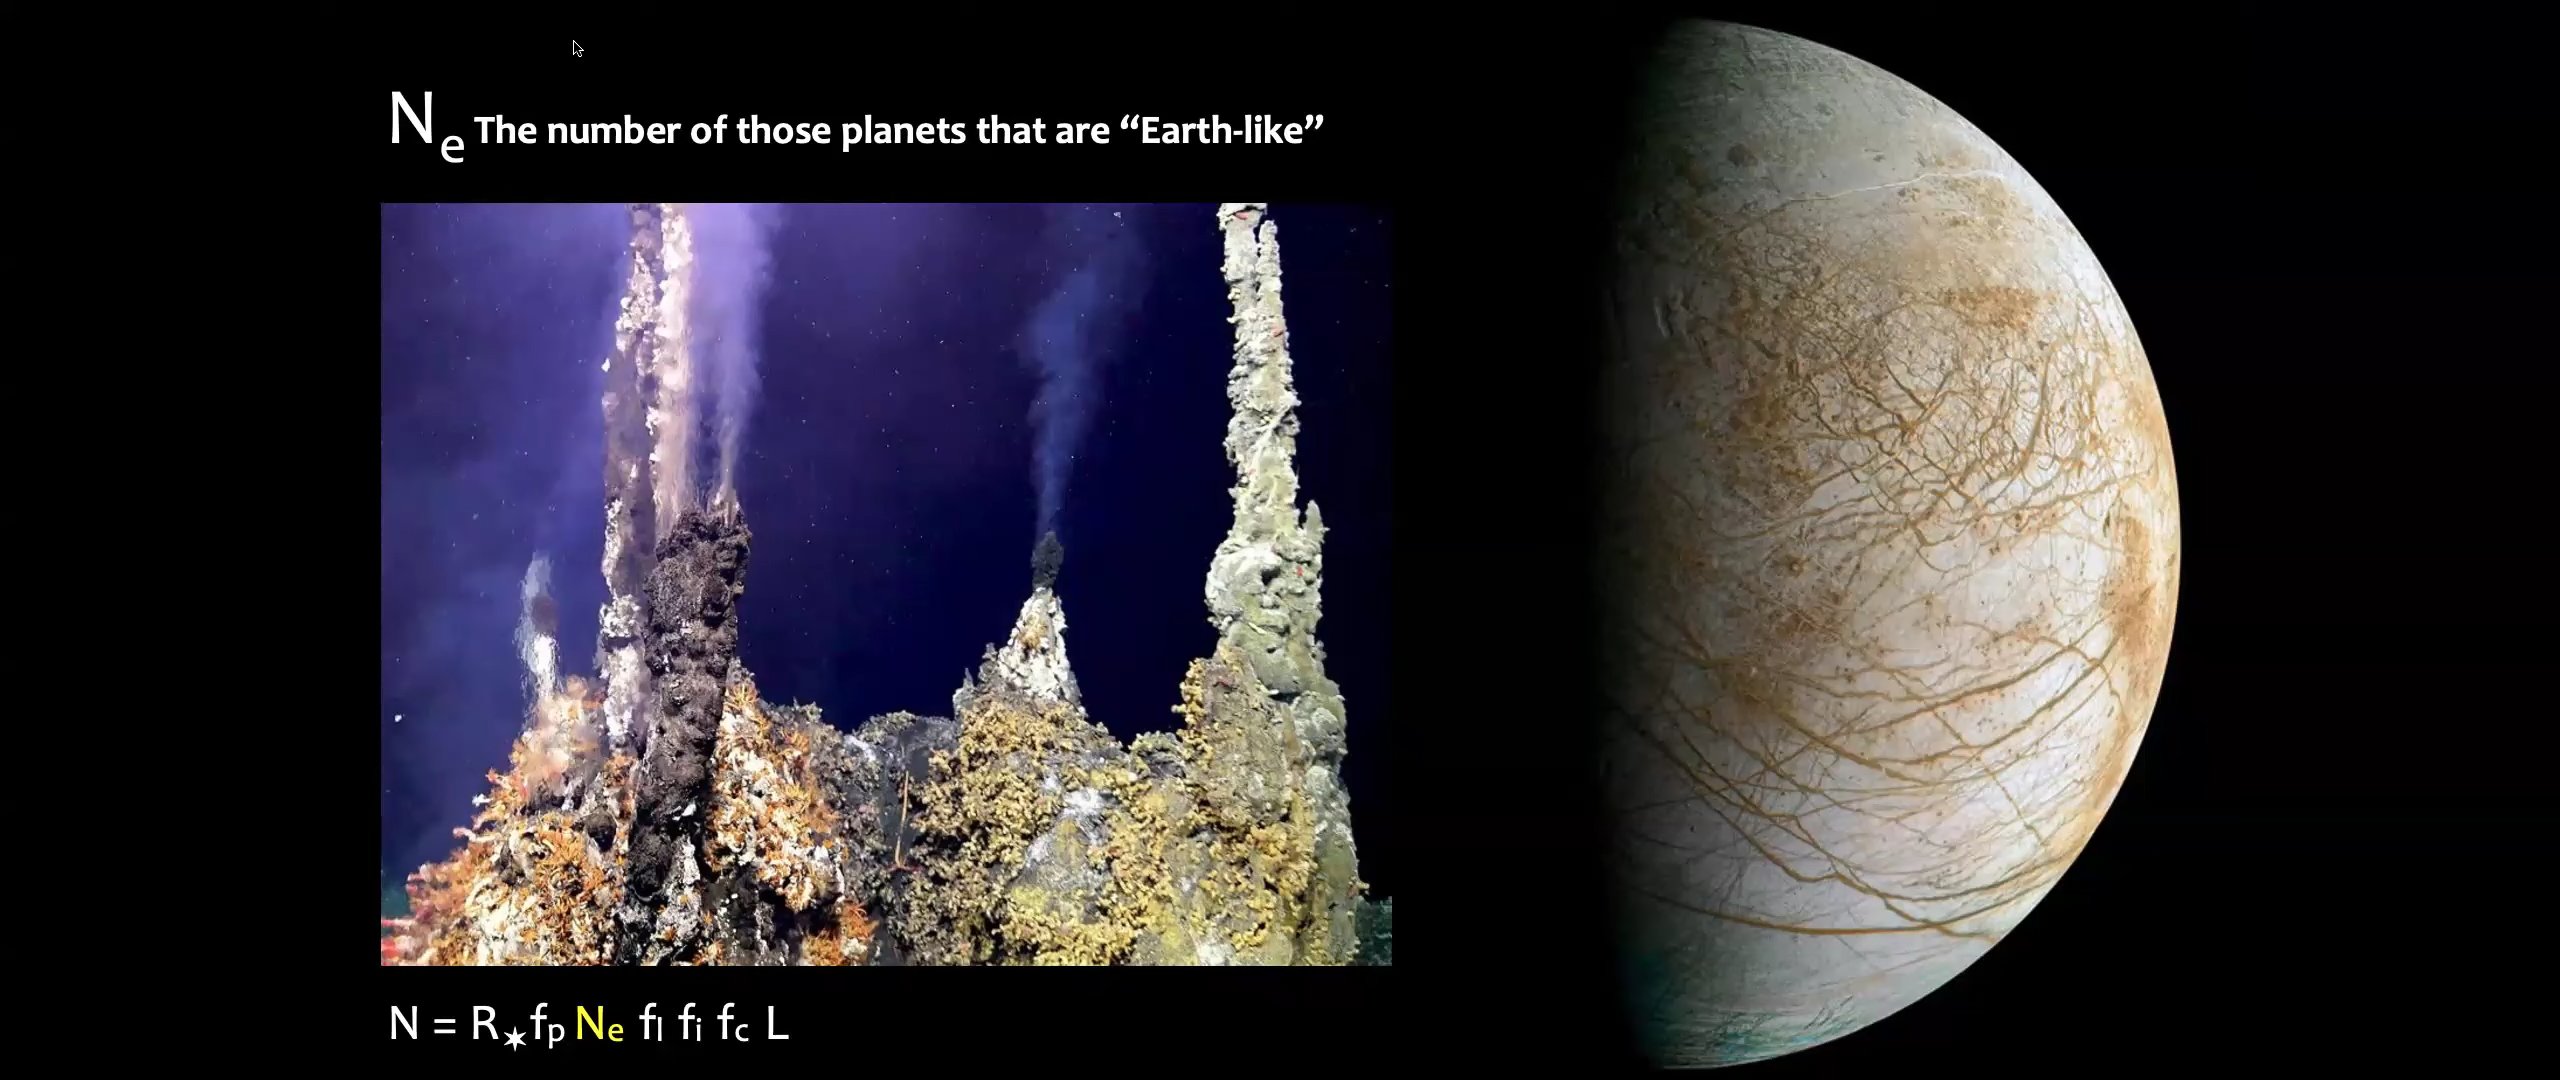 Ne The number of those planets that are “Earth-like”
N = R✶fp Ne fl fi fc L